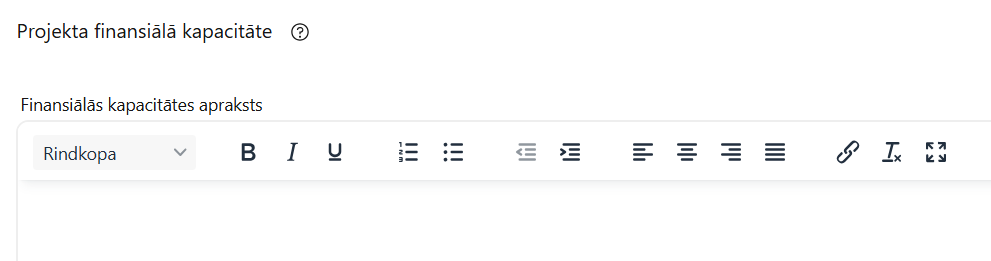 Projekta finansiālā kapacitāte ?
Finansiālās kapacitātes apraksts
Rindkopa B I U